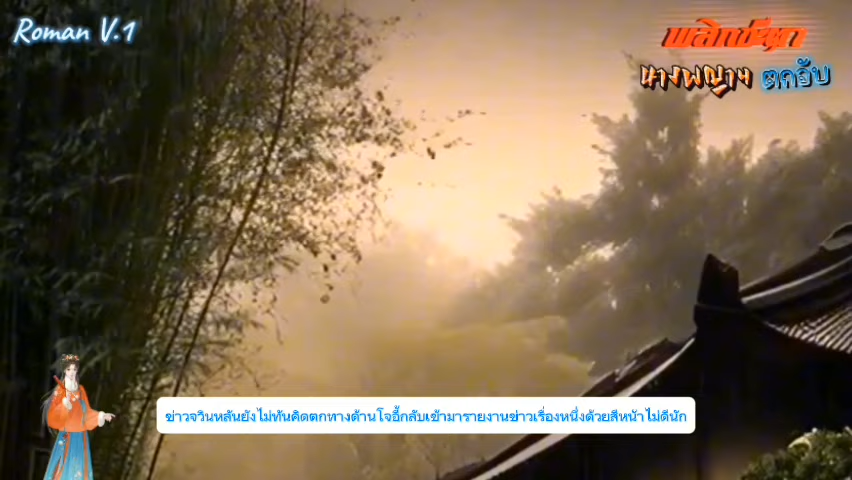 Roman V.1
พลิกชะตา
นางพญาฯ ตกอับ
ข่าวจวินหลันยังไม่ทันคิดตกทางด้านโจอี้กลับเข้ามารายงานข่าวเรื่องหนึ่งด้วยสีหน้าไม่ดีนัก